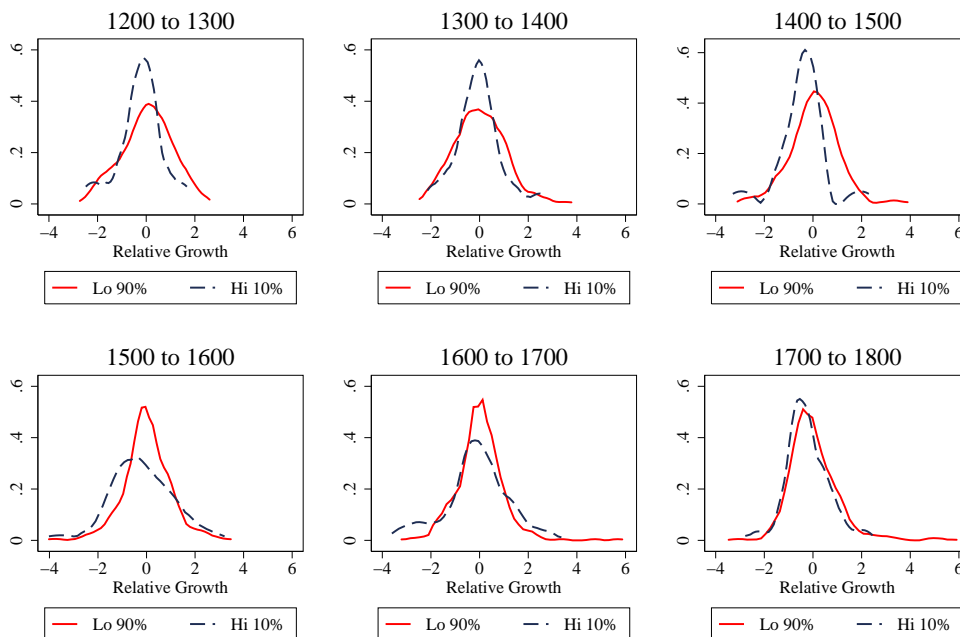 1200 to 1300
.6
.4
.2
0
−4 −2 0 2 4 6
Relative Growth
Lo 90% Hi 10%
1300 to 1400
.6
.4
.2
0
−4 −2 0 2 4 6
Relative Growth
Lo 90% Hi 10%
1400 to 1500
.6
.4
.2
0
−4 −2 0 2 4 6
Relative Growth
Lo 90% Hi 10%
1500 to 1600
.6
.4
.2
0
−4 −2 0 2 4 6
Relative Growth
Lo 90% Hi 10%
1600 to 1700
.6
.4
.2
0
−4 −2 0 2 4 6
Relative Growth
Lo 90% Hi 10%
1700 to 1800
.6
.4
.2
0
−4 −2 0 2 4 6
Relative Growth
Lo 90% Hi 10%